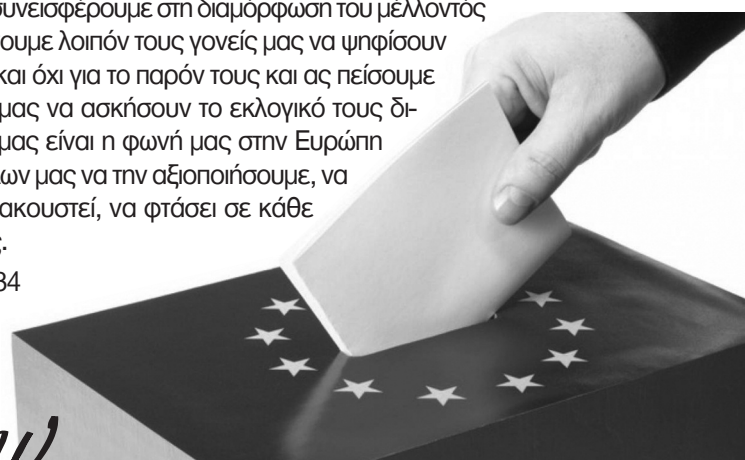 συνεισφέρουμε στη διαμόρφωση του μέλλοντός
ουμε λοιπόν τους γονείς μας να ψηφίσουν
και όχι για το παρόν τους και ας πείσουμε
μας να ασκήσουν το εκλογικό τους δι-
μας είναι η φωνή μας στην Ευρώπη
ων μας να την αξιοποιήσουμε, να
ακουστεί, να φτάσει σε κάθε